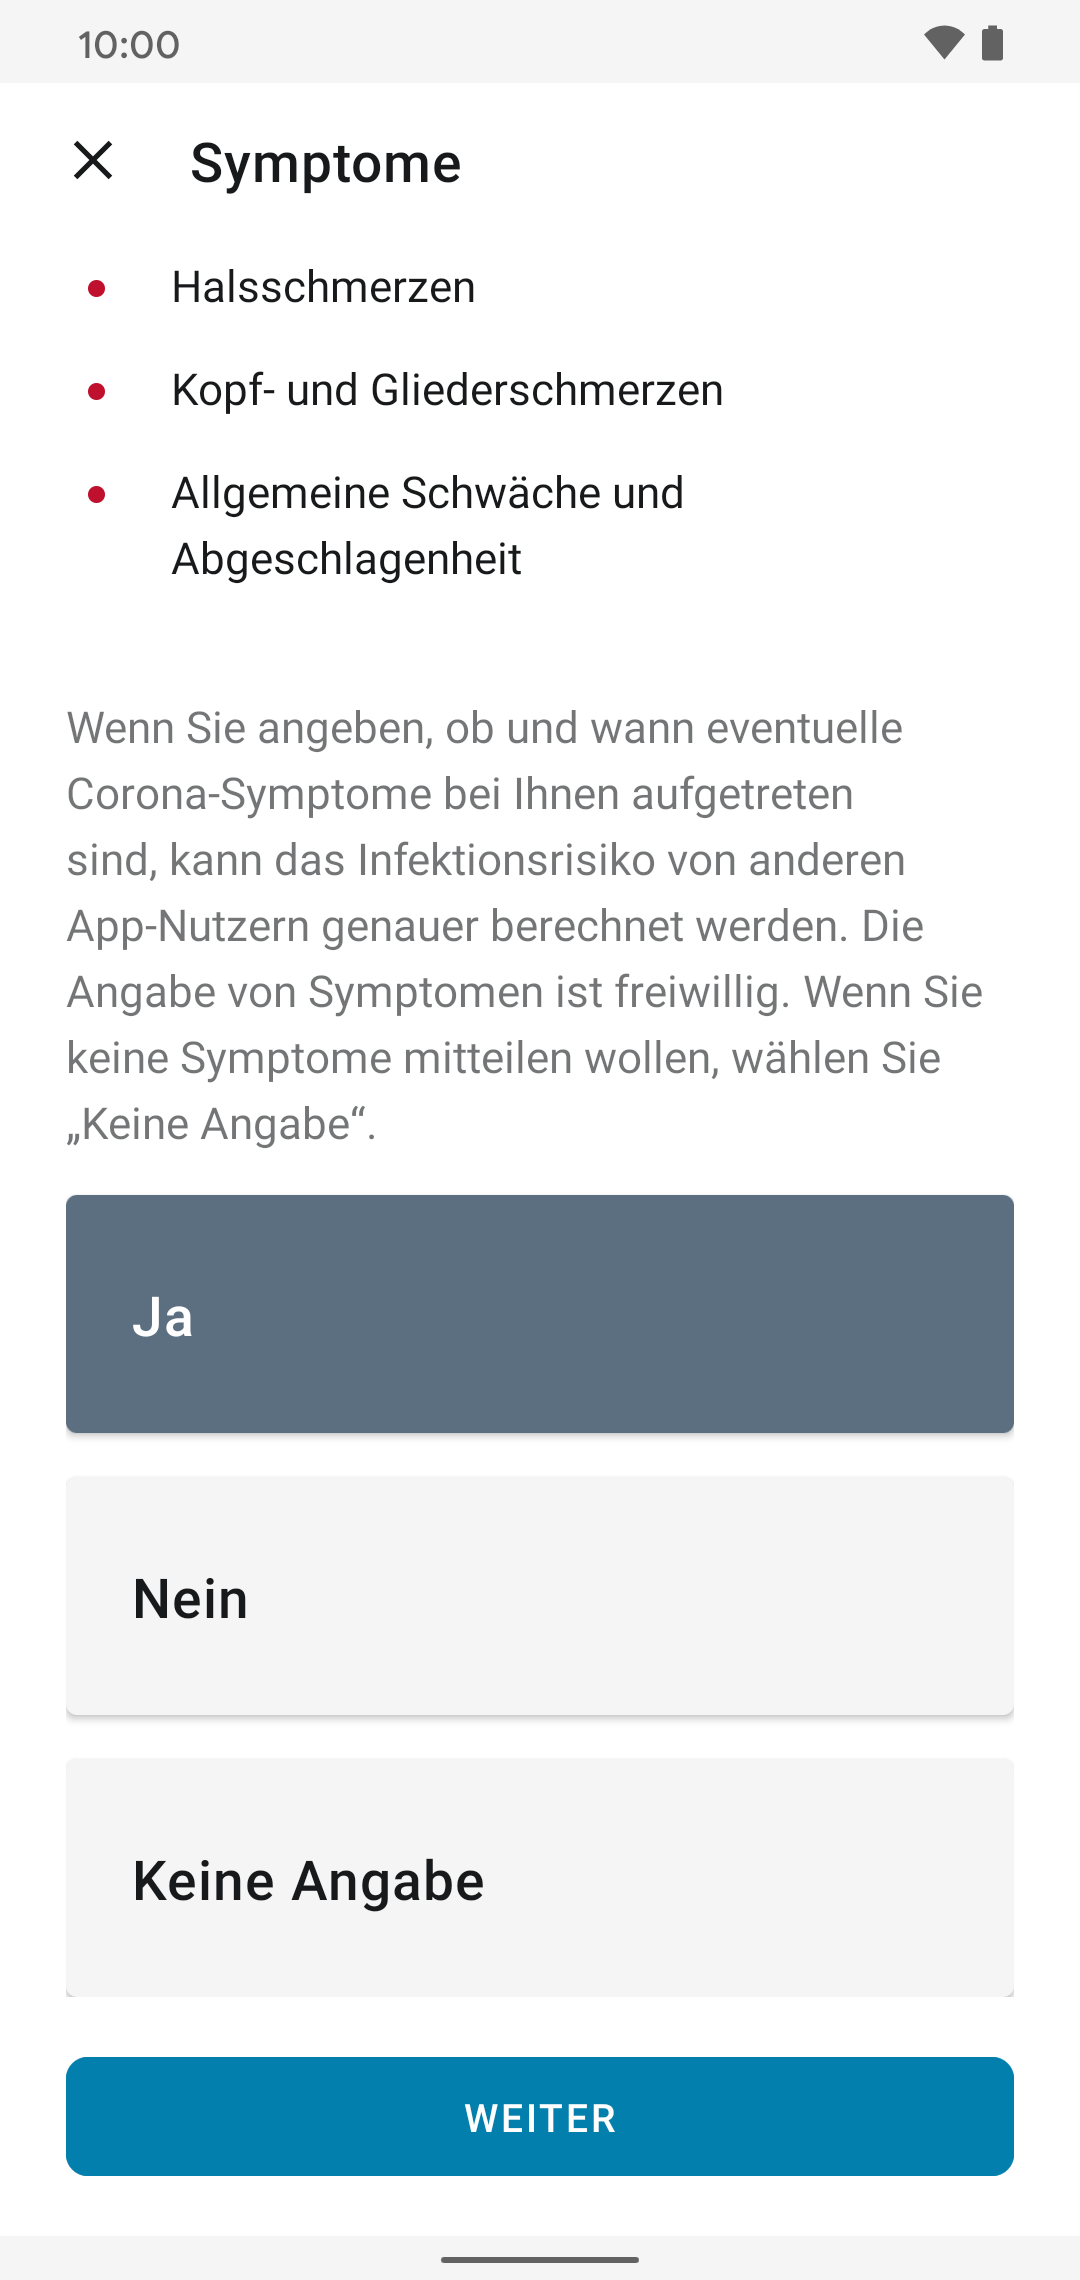 10:00
Symptome
Halsschmerzen
Kopf- und Gliederschmerzen
Allgemeine Schwäche und
Abgeschlagenheit
Wenn Sie angeben, ob und wann eventuelle
Corona-Symptome bei Ihnen aufgetreten
sind, kann das Infektionsrisiko von anderen
App-Nutzern genauer berechnet werden. Die
Angabe von Symptomen ist freiwillig. Wenn Sie
keine Symptome mitteilen wollen, wählen Sie
„Keine Angabe“.
Ja
Nein
Keine Angabe
WEITER